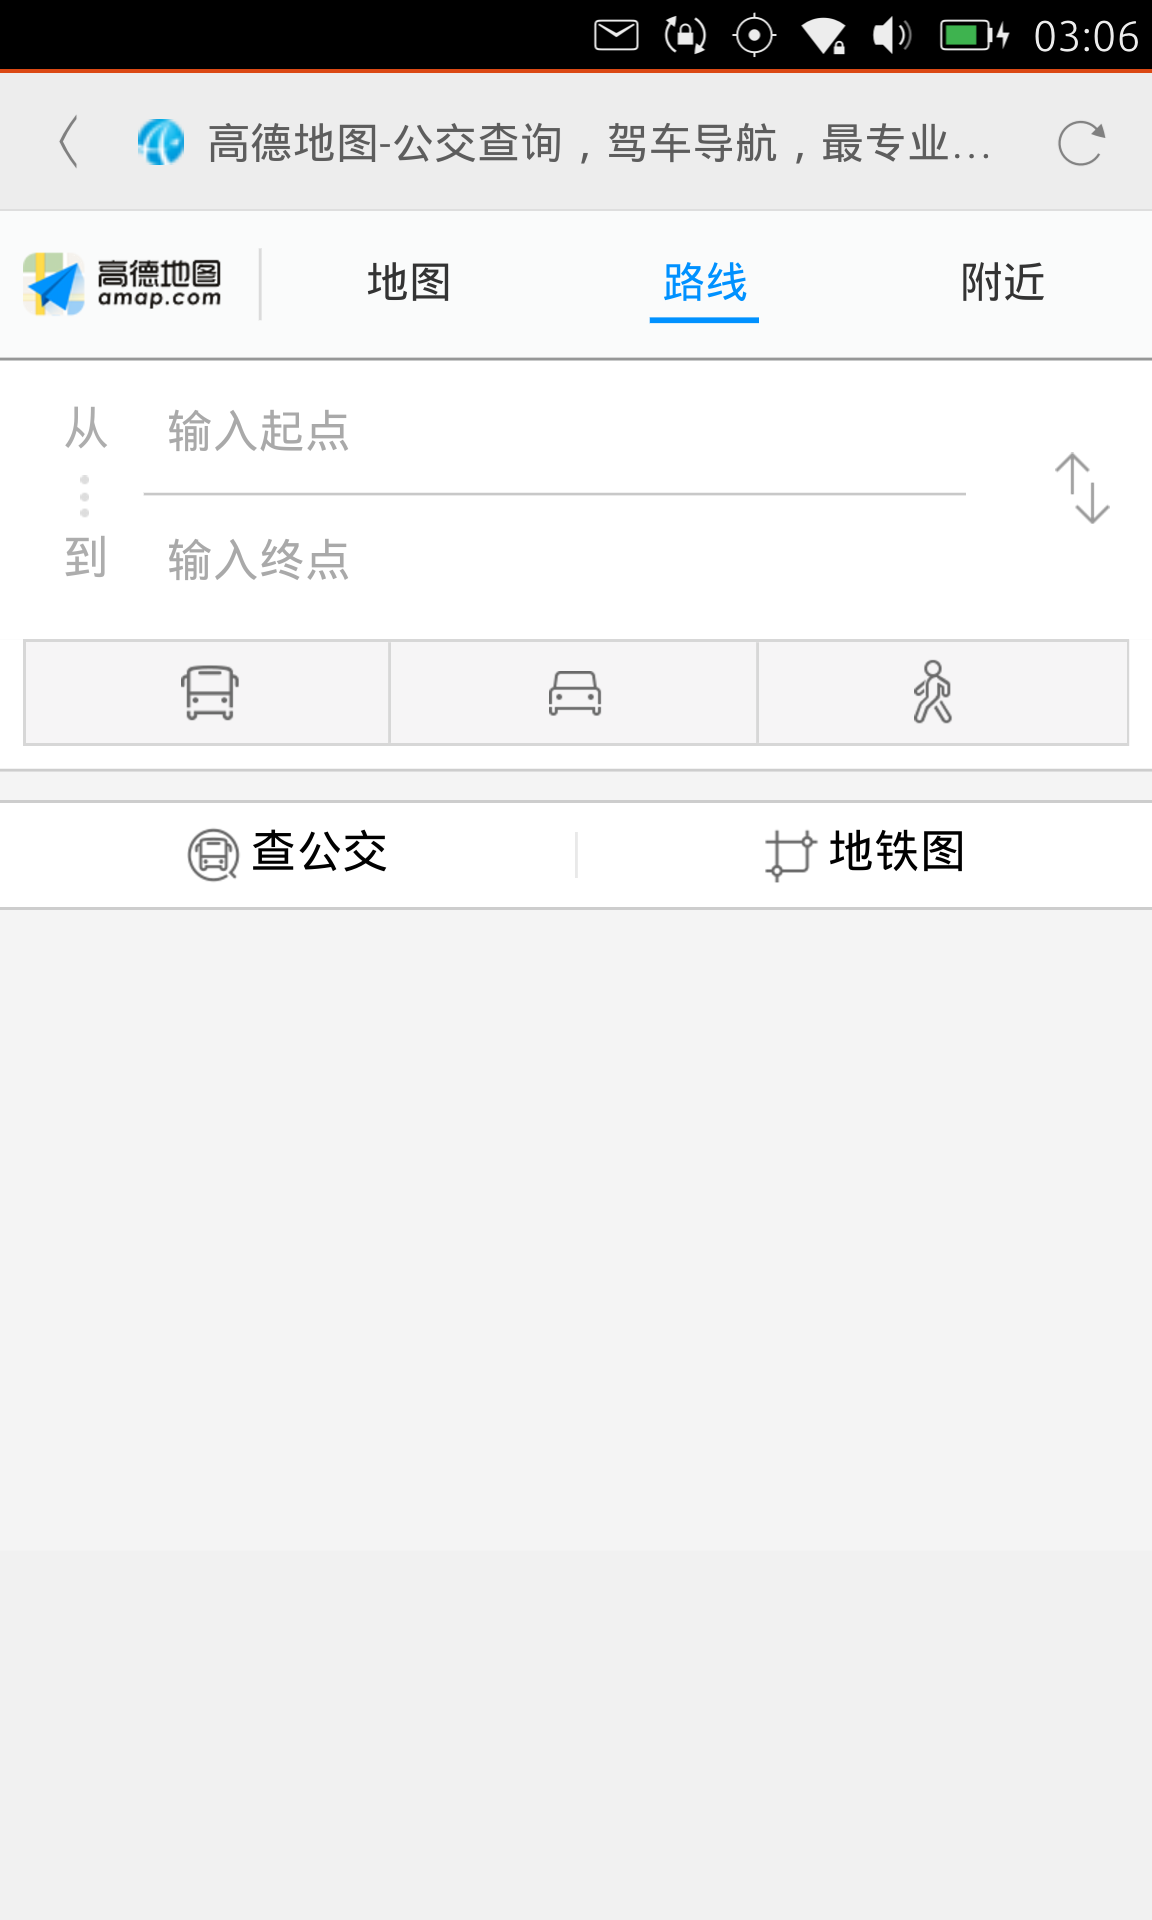 03:06
高德地图-公交查询，驾车导航，最专业...
高德地图
amap.com
地图 路线 附近
从 输入起点
到 输入终点
查公交 地铁图